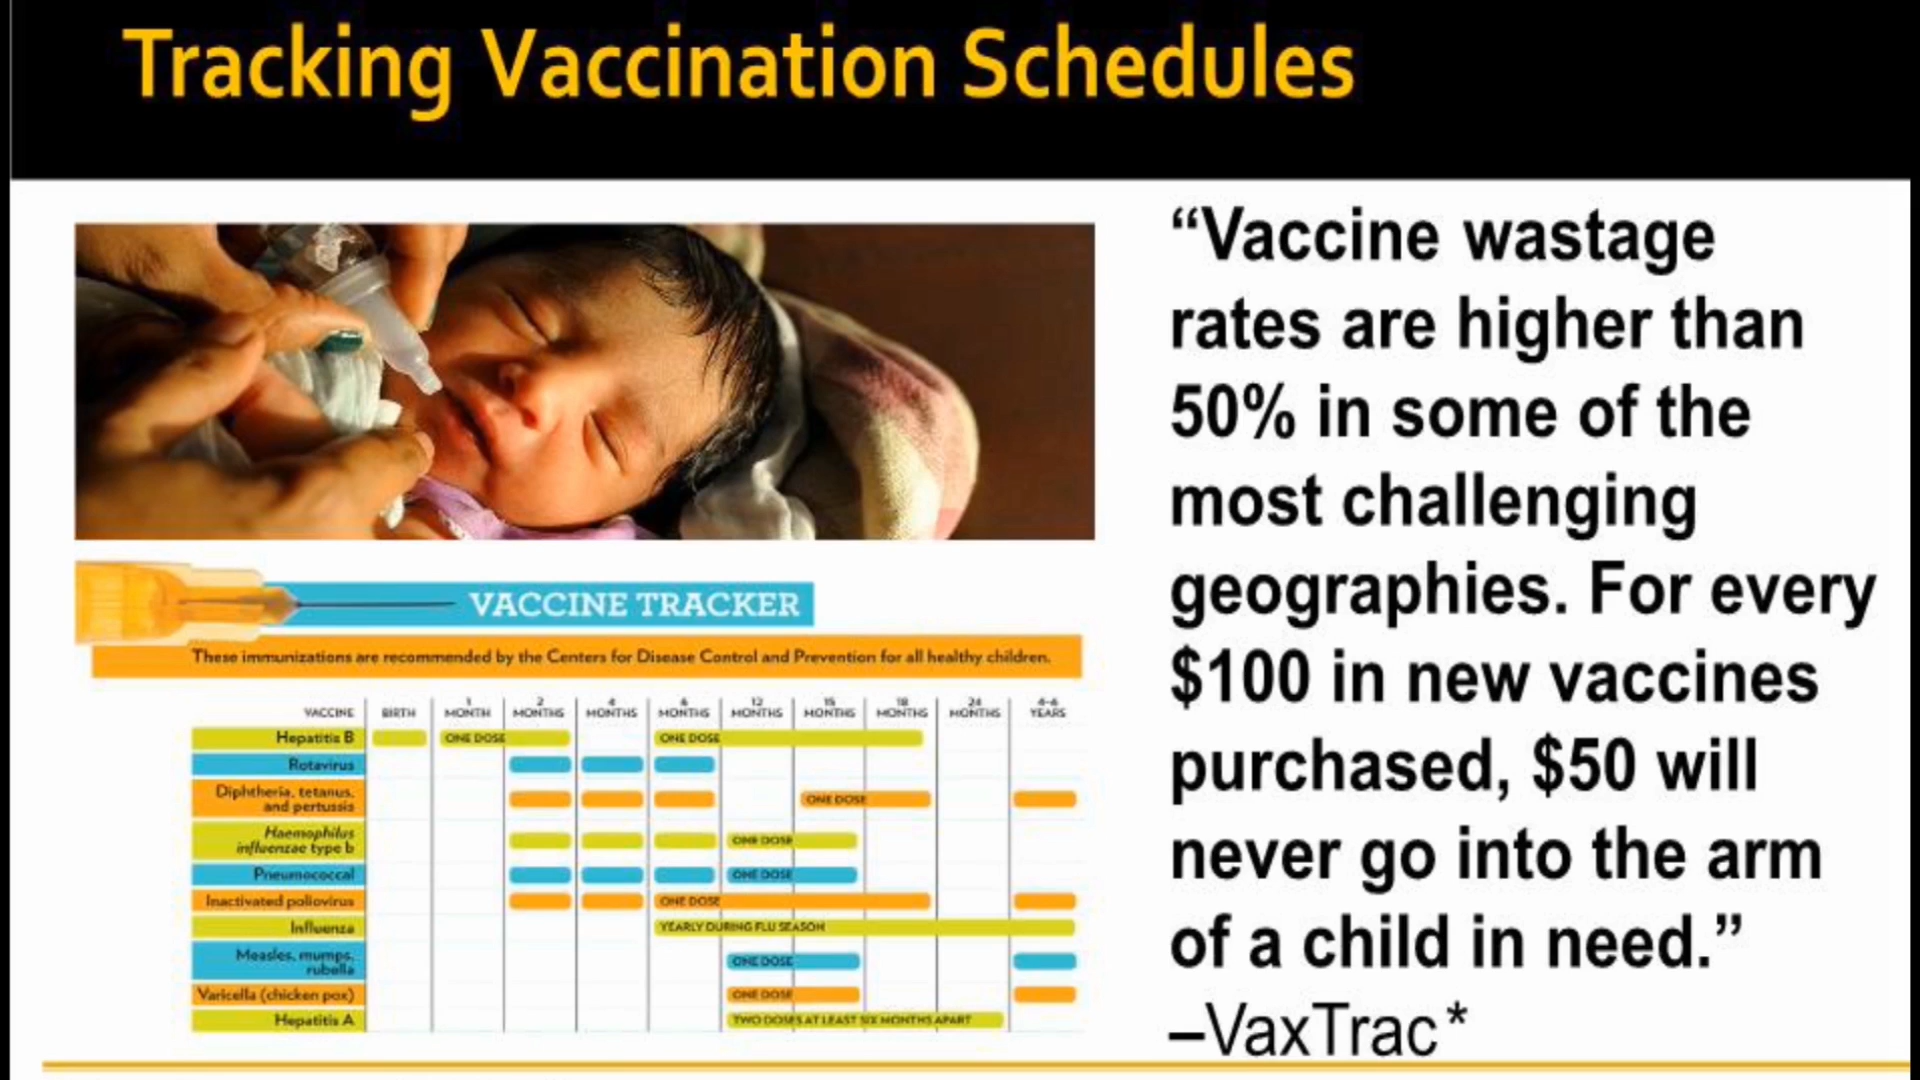 Tracking Vaccination Schedules
“Vaccine wastage
rates are higher than
50% in some of the
most challenging
geographies. For every
$100 in new vaccines
purchased, $50 will
never go into the arm
of a child in need.”
–VaxTrac*
VACCINE TRACKER
These immunizations are recommended by the Centers for Disease Control and Prevention for all healthy children.
VACCINE BIRTH 1 MONTH 2 MONTHS 4 MONTHS 6 MONTHS 12 MONTHS 15 MONTHS 18 MONTHS 24 MONTHS 4-6 YEARS
Hepatitis B ONE DOSE ONE DOSE
Rotavirus
Diphtheria, tetanus,
and pertussis ONE DOSE
Haemophilus
influenzae type b ONE DOSE
Pneumococcal ONE DOSE
Inactivated poliovirus ONE DOSE
Influenza YEARLY DURING FLU SEASON
Measles, mumps,
rubella ONE DOSE
Varicella (chicken pox) ONE DOSE
Hepatitis A TWO DOSES AT LEAST SIX MONTHS APART